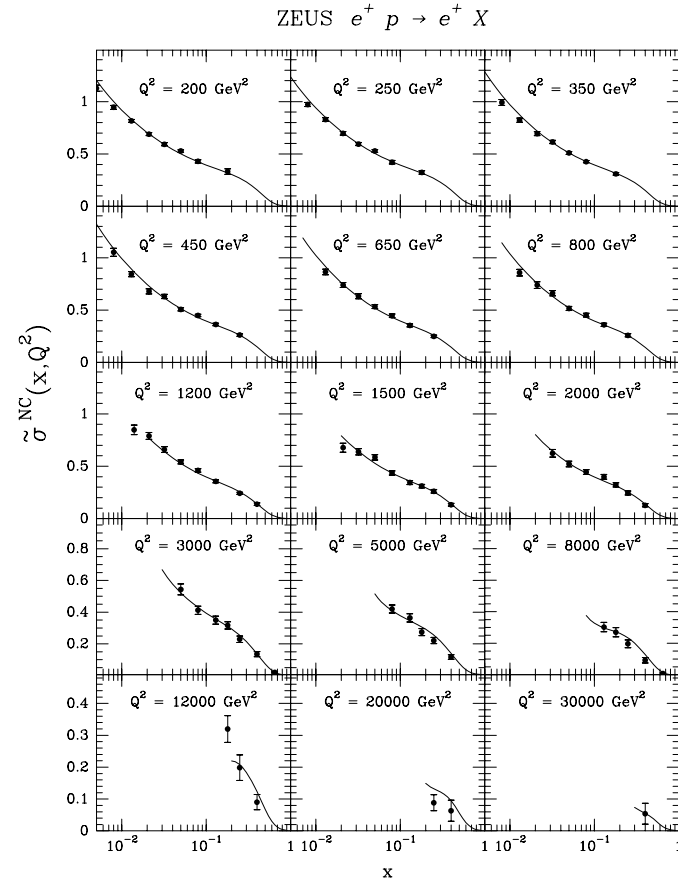 ZEUS e⁺ p → e⁺ X
Q² = 200 GeV² Q² = 250 GeV² Q² = 350 GeV²
1
0.5
0
Q² = 450 GeV² Q² = 650 GeV² Q² = 800 GeV²
1
0.5
0
σ̃ᴺᶜ(x,Q²)
Q² = 1200 GeV² Q² = 1500 GeV² Q² = 2000 GeV²
1
0.5
0
Q² = 3000 GeV² Q² = 5000 GeV² Q² = 8000 GeV²
0.8
0.6
0.4
0.2
Q² = 12000 GeV² Q² = 20000 GeV² Q² = 30000 GeV²
0.4
0.3
0.2
0.1
0
10⁻² 10⁻¹ 1 10⁻² 10⁻¹ 1 10⁻² 10⁻¹ 1
x